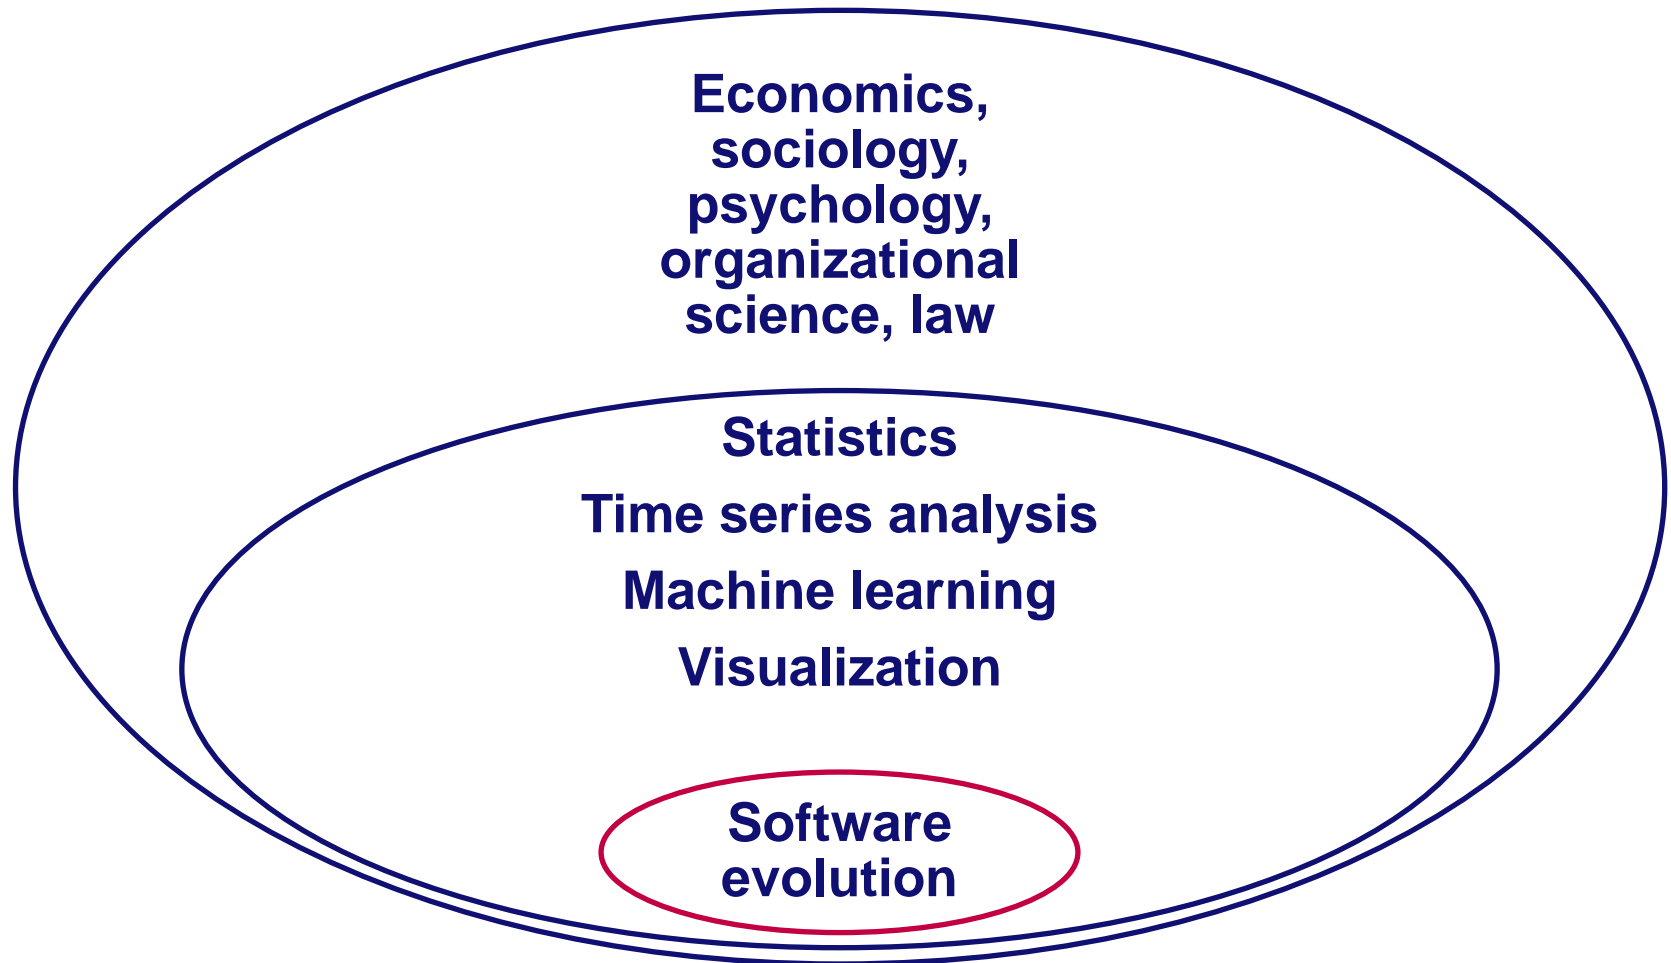 Economics,
sociology,
psychology,
organizational
science, law
Statistics
Time series analysis
Machine learning
Visualization
Software
evolution